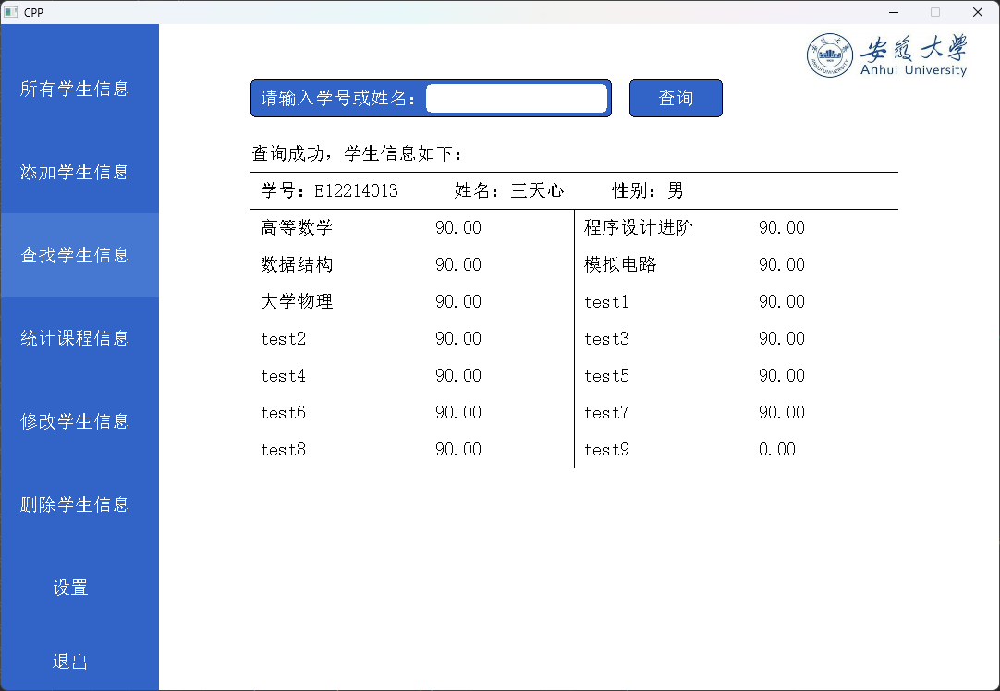 CPP
安徽大学
Anhui University
所有学生信息
添加学生信息
查找学生信息
统计课程信息
修改学生信息
删除学生信息
设置
退出
请输入学号或姓名： 查询
查询成功，学生信息如下：
学号：E12214013 姓名：王天心 性别：男
高等数学 90.00 程序设计进阶 90.00
数据结构 90.00 模拟电路 90.00
大学物理 90.00 test1 90.00
test2 90.00 test3 90.00
test4 90.00 test5 90.00
test6 90.00 test7 90.00
test8 90.00 test9 0.00